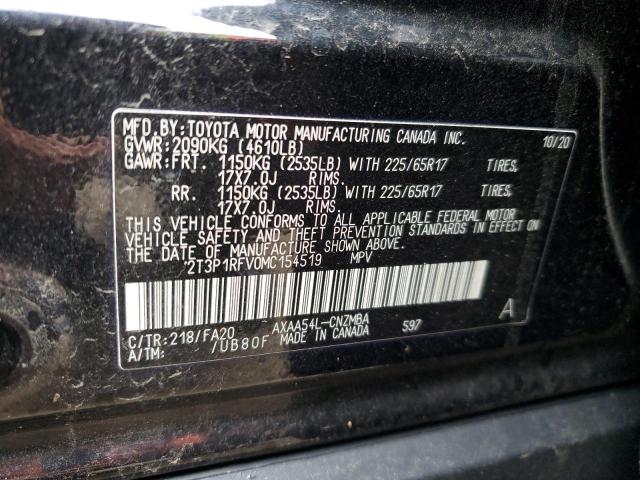 MFD.BY:TOYOTA MOTOR MANUFACTURING CANADA INC. 10/20
GVWR:2090KG (4610LB)
GAWR:FRT. 1150KG (2535LB) WITH 225/65R17 TIRES,
17X7.0J RIMS,
RR. 1150KG (2535LB) WITH 225/65R17 TIRES,
17X7.0J RIMS.
THIS VEHICLE CONFORMS TO ALL APPLICABLE FEDERAL MOTOR
VEHICLE SAFETY AND THEFT PREVENTION STANDARDS IN EFFECT ON
THE DATE OF MANUFACTURE SHOWN ABOVE.
2T3P1RFV0MC154519 MPV
C/TR:218/FA20 AXAA54L-CNZMBA 597 A
A/TM: /UB80F MADE IN CANADA